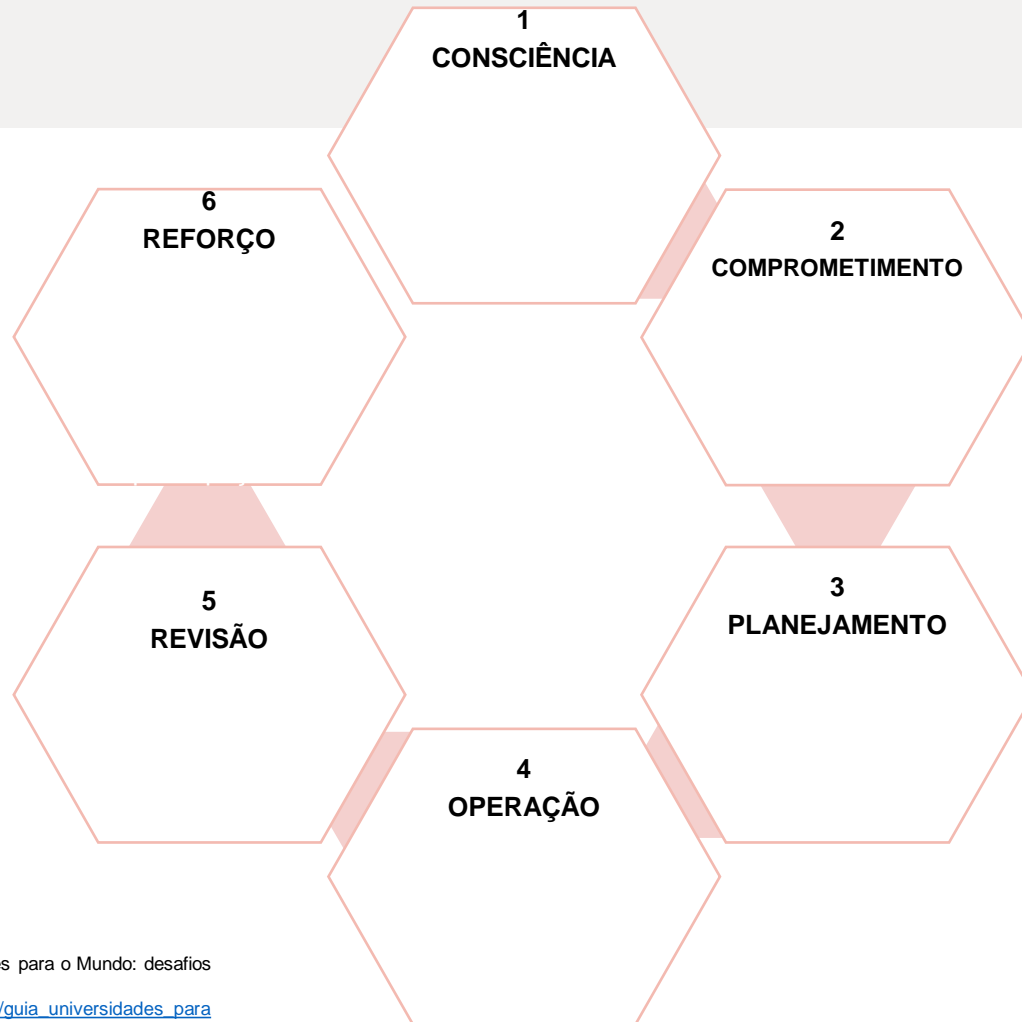 1
CONSCIÊNCIA
2
COMPROMETIMENTO
3
PLANEJAMENTO
4
OPERAÇÃO
5
REVISÃO
6
REFORÇO
para o Mundo: desafios
/guia_universidades_para